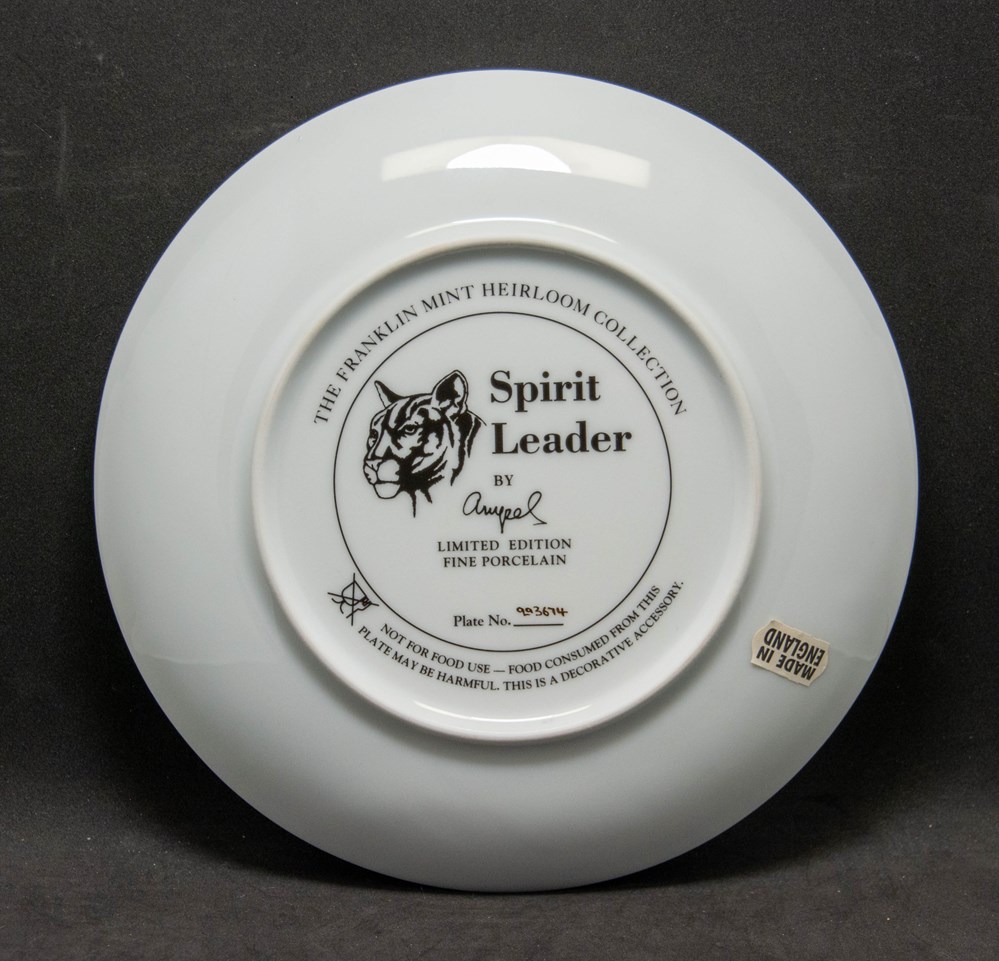 THE FRANKLIN MINT HEIRLOOM COLLECTION
Spirit
Leader
BY
LIMITED EDITION
FINE PORCELAIN
Plate No. 993674
NOT FOR FOOD USE — FOOD CONSUMED FROM THIS
PLATE MAY BE HARMFUL. THIS IS A DECORATIVE ACCESSORY.
MADE IN
ENGLAND